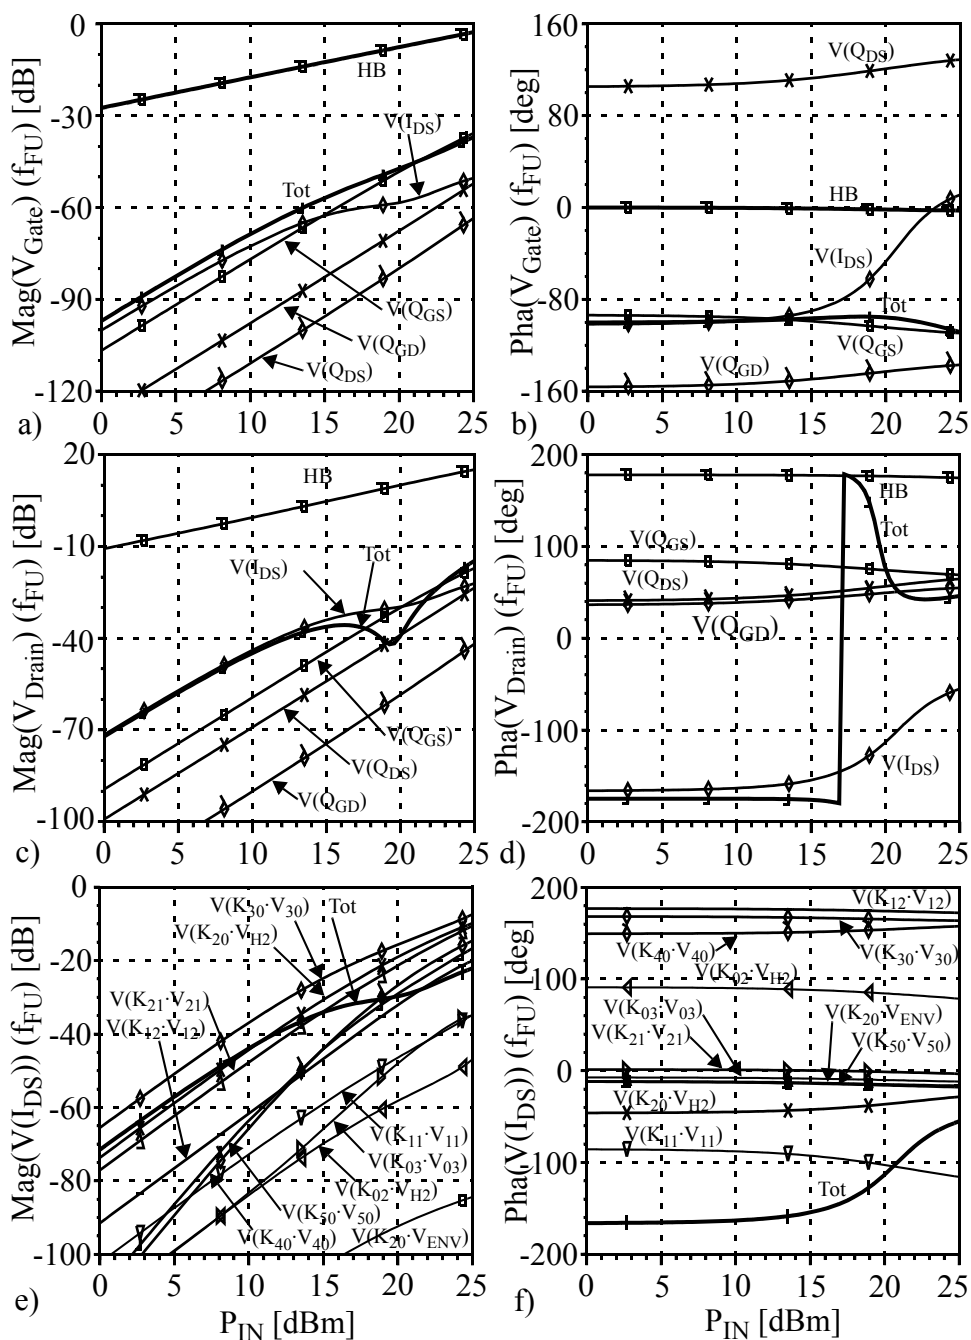 Mag(V_Gate) (f_FU) [dB]
0
-30
-60
-90
-120
HB
V(I_DS)
Tot
V(Q_GS)
V(Q_GD)
V(Q_DS)
a)
0 5 10 15 20 25
Pha(V_Gate) (f_FU) [deg]
160
80
0
-80
-160
V(Q_DS)
HB
V(I_DS)
Tot
V(Q_GS)
V(Q_GD)
b)
0 5 10 15 20 25
Mag(V_Drain) (f_FU) [dB]
20
-10
-40
-70
-100
HB
V(I_DS)
Tot
V(Q_GS)
V(Q_DS)
V(Q_GD)
c)
0 5 10 15 20 25
Pha(V_Drain) (f_FU) [deg]
200
100
0
-100
-200
HB
Tot
V(Q_GS)
V(Q_DS)
V(Q_GD)
V(I_DS)
d)
0 5 10 15 20 25
Mag(V(I_DS)) (f_FU) [dB]
0
-20
-40
-60
-80
-100
V(K_30·V_30)
Tot
V(K_20·V_H2)
V(K_21·V_21)
V(K_12·V_12)
V(K_11·V_11)
V(K_03·V_03)
V(K_02·V_H2)
V(K_50·V_50)
V(K_40·V_40)
V(K_20·V_ENV)
e)
0 5 10 15 20 25
P_IN [dBm]
Pha(V(I_DS)) (f_FU) [deg]
200
100
0
-100
-200
V(K_12·V_12)
V(K_40·V_40)
V(K_30·V_30)
V(K_02·V_H2)
V(K_03·V_03)
V(K_20·V_ENV)
V(K_21·V_21)
V(K_50·V_50)
V(K_20·V_H2)
V(K_11·V_11)
Tot
f)
0 5 10 15 20 25
P_IN [dBm]